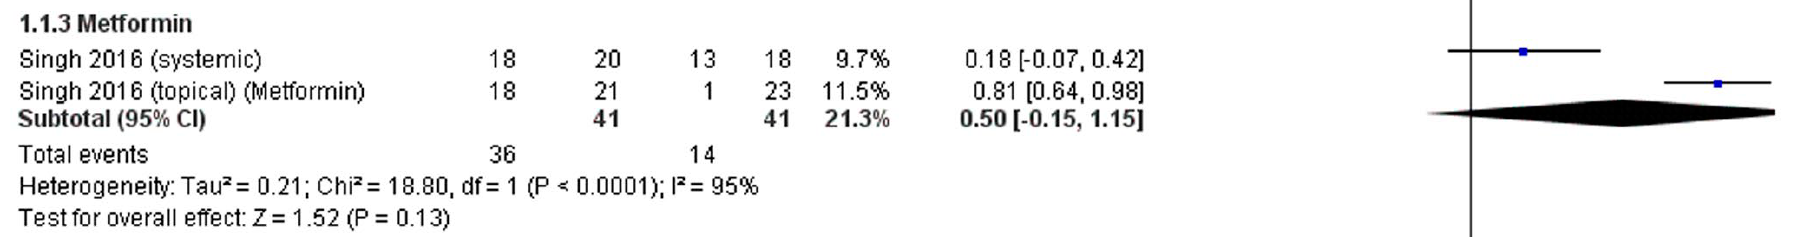 1.1.3 Metformin
Singh 2016 (systemic) 18 20 13 18 9.7% 0.18 [-0.07, 0.42]
Singh 2016 (topical) (Metformin) 18 21 1 23 11.5% 0.81 [0.64, 0.98]
Subtotal (95% CI) 41 41 21.3% 0.50 [-0.15, 1.15]
Total events 36 14
Heterogeneity: Tau² = 0.21; Chi² = 18.80, df = 1 (P < 0.0001); I² = 95%
Test for overall effect: Z = 1.52 (P = 0.13)